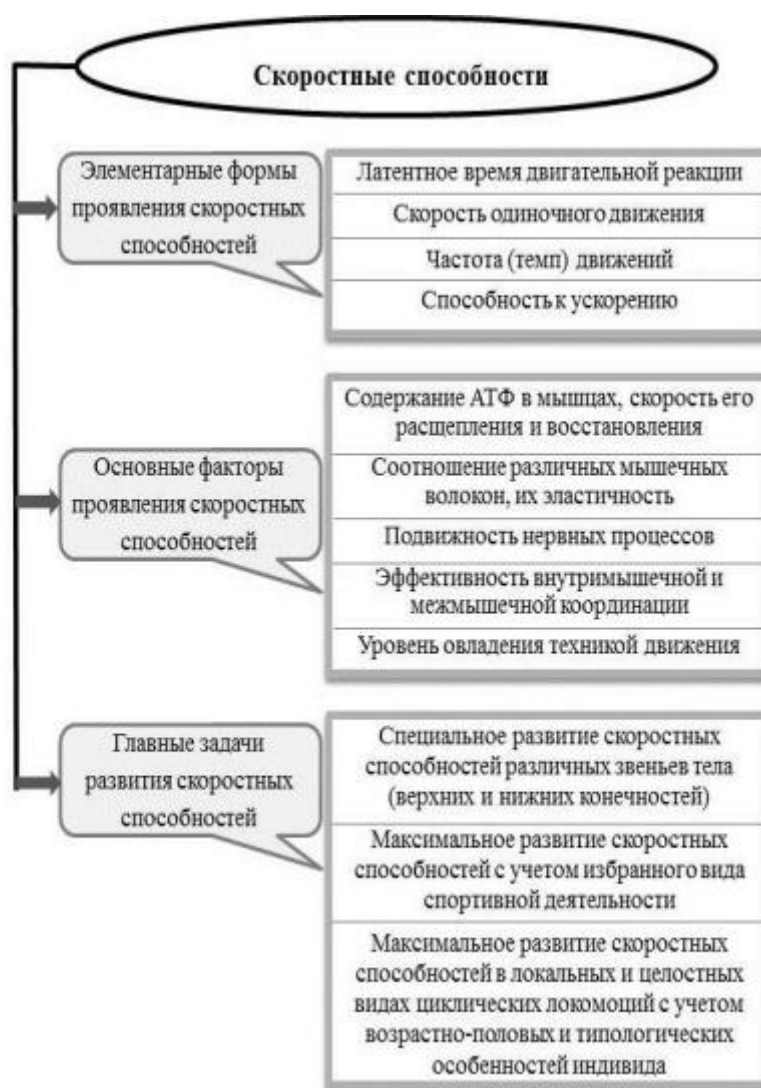 Скоростные способности
Элементарные формы
проявления скоростных
способностей
Латентное время двигательной реакции
Скорость одиночного движения
Частота (темп) движений
Способность к ускорению
Основные факторы
проявления скоростных
способностей
Содержание АТФ в мышцах, скорость его
расщепления и восстановления
Соотношение различных мышечных
волокон, их эластичность
Подвижность нервных процессов
Эффективность внутримышечной и
межмышечной координации
Уровень овладения техникой движения
Главные задачи
развития скоростных
способностей
Специальное развитие скоростных
способностей различных звеньев тела
(верхних и нижних конечностей)
Максимальное развитие скоростных
способностей с учетом избранного вида
спортивной деятельности
Максимальное развитие скоростных
способностей в локальных и целостных
видах циклических локомоций с учетом
возрастно-половых и типологических
особенностей индивида